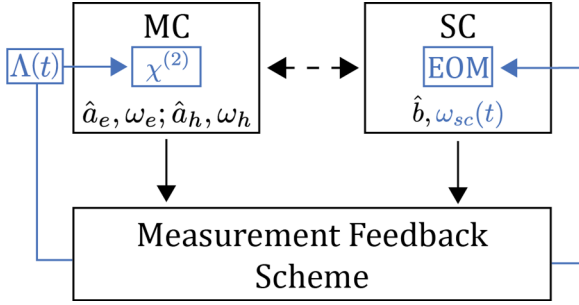 MC
SC
Λ(t)
χ⁽²⁾
EOM
â_e, ω_e; â_h, ω_h
b̂, ω_sc(t)
Measurement Feedback
Scheme